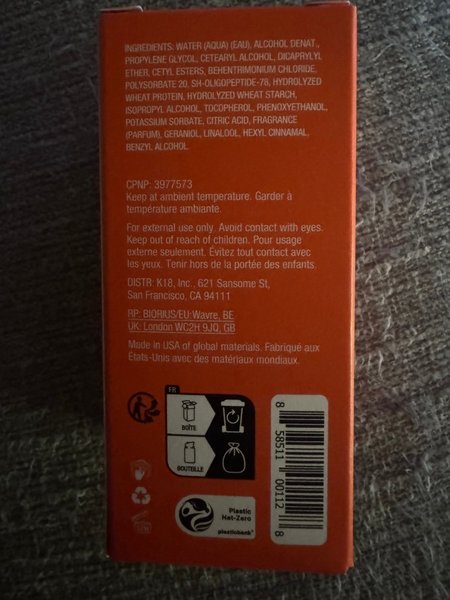 INGREDIENTS: WATER (AQUA) (EAU), ALCOHOL DENAT.,
PROPYLENE GLYCOL, CETEARYL ALCOHOL, DICAPRYLYL
ETHER, CETYL ESTERS, BEHENTRIMONIUM CHLORIDE,
POLYSORBATE 20, SH-OLIGOPEPTIDE-78, HYDROLYZED
WHEAT PROTEIN, HYDROLYZED WHEAT STARCH,
ISOPROPYL ALCOHOL, TOCOPHEROL, PHENOXYETHANOL,
POTASSIUM SORBATE, CITRIC ACID, FRAGRANCE
(PARFUM), GERANIOL, LINALOOL, HEXYL CINNAMAL,
BENZYL ALCOHOL.
CPNP: 3977573
Keep at ambient temperature. Garder à
température ambiante.
For external use only. Avoid contact with eyes.
Keep out of reach of children. Pour usage
externe seulement. Évitez tout contact avec
les yeux. Tenir hors de la portée des enfants.
DISTR: K18, Inc., 621 Sansome St,
San Francisco, CA 94111
RP: BIORIUS/EU: Wavre, BE
UK: London WC2H 9JQ, GB
Made in USA of global materials. Fabriqué aux
États-Unis avec des matériaux mondiaux.
FR
BOÎTE
BOUTEILLE
Plastic
Net-Zero
plasticbank
8 58511 00112 8